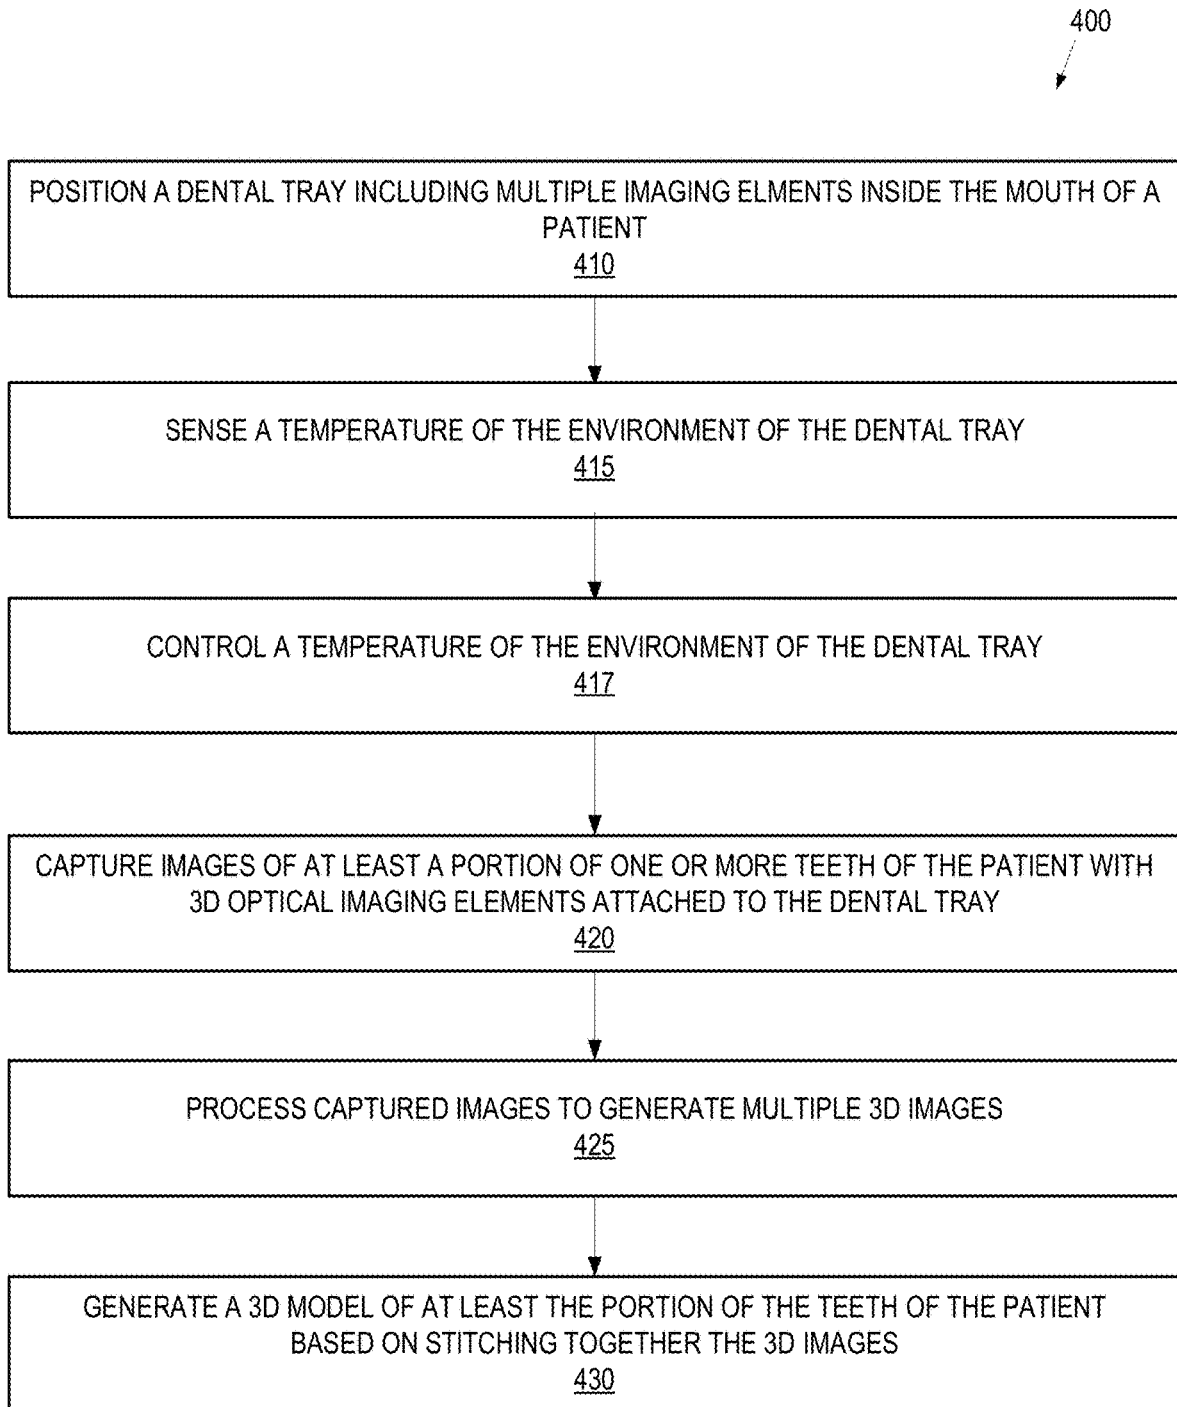 400
POSITION A DENTAL TRAY INCLUDING MULTIPLE IMAGING ELMENTS INSIDE THE MOUTH OF A
PATIENT
410
SENSE A TEMPERATURE OF THE ENVIRONMENT OF THE DENTAL TRAY
415
CONTROL A TEMPERATURE OF THE ENVIRONMENT OF THE DENTAL TRAY
417
CAPTURE IMAGES OF AT LEAST A PORTION OF ONE OR MORE TEETH OF THE PATIENT WITH
3D OPTICAL IMAGING ELEMENTS ATTACHED TO THE DENTAL TRAY
420
PROCESS CAPTURED IMAGES TO GENERATE MULTIPLE 3D IMAGES
425
GENERATE A 3D MODEL OF AT LEAST THE PORTION OF THE TEETH OF THE PATIENT
BASED ON STITCHING TOGETHER THE 3D IMAGES
430